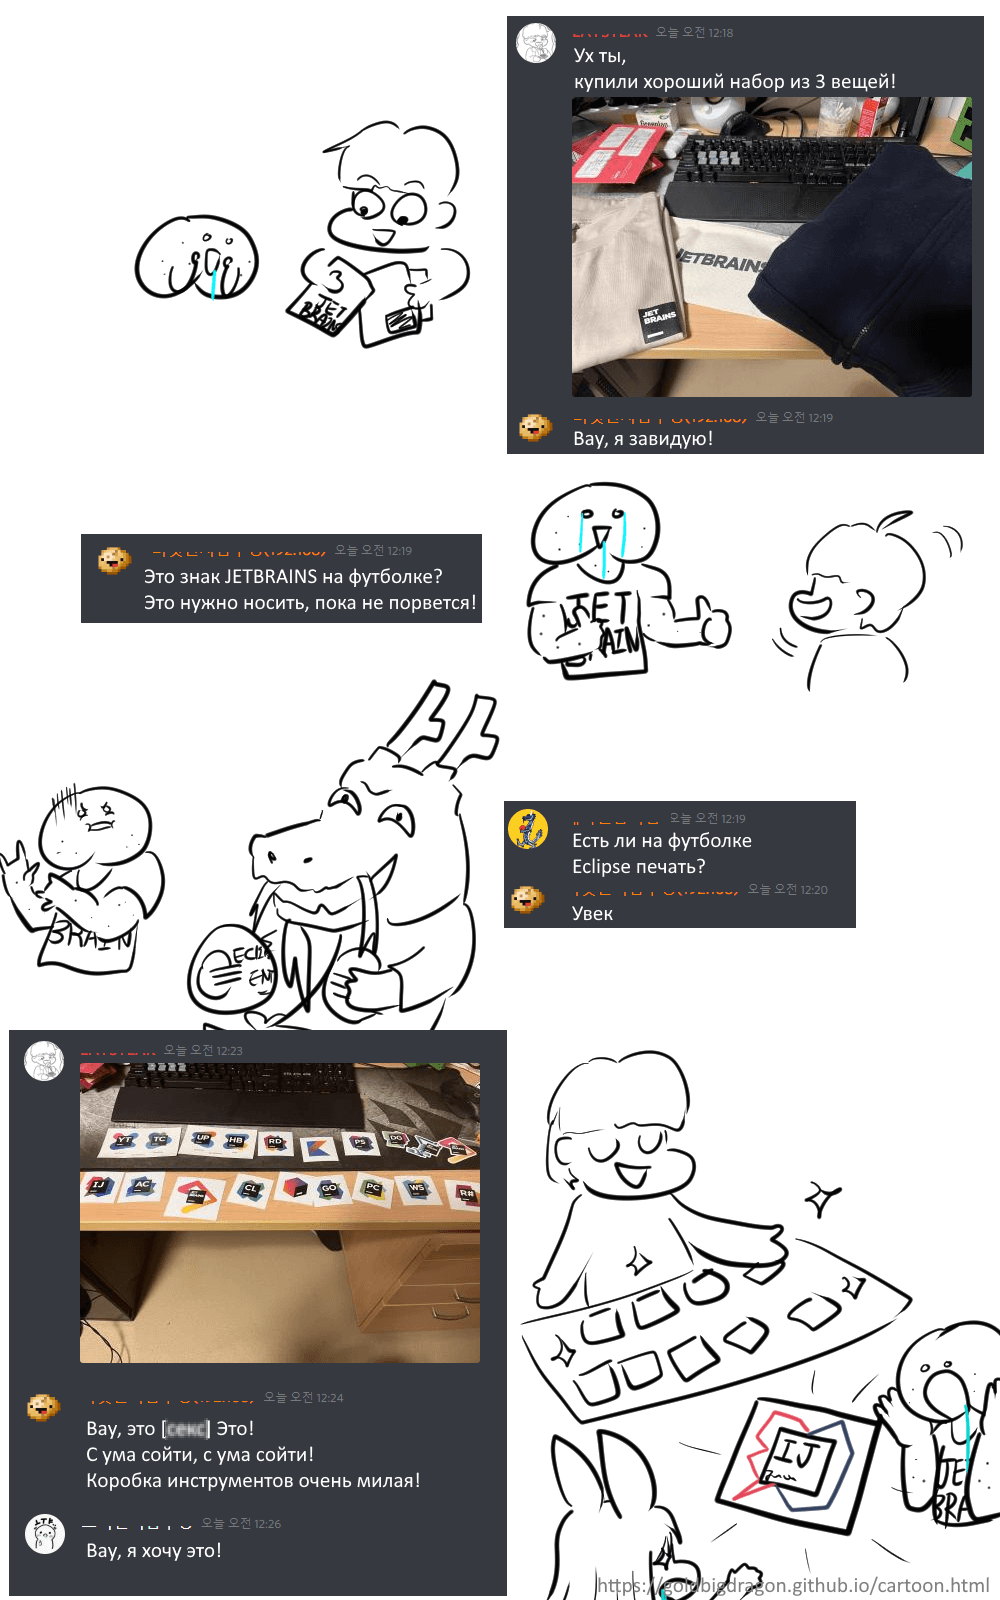 오늘 오전 12:18
Ух ты,
купили хороший набор из 3 вещей!
JETBRAINS
JET
BRAINS
3
JET
BRAINS
오늘 오전 12:19
Вау, я завидую!
오늘 오전 12:19
Это знак JETBRAINS на футболке?
Это нужно носить, пока не порвется!
JET
BRAIN
BRAIN
오늘 오전 12:19
Есть ли на футболке
Eclipse печать?
오늘 오전 12:20
Увек
오늘 오전 12:23
YT TC UP HB RD PS DG
IJ AC CL GO PC WS R#
오늘 오전 12:24
Вау, это [секс] Это!
С ума сойти, с ума сойти!
Коробка инструментов очень милая!
오늘 오전 12:26
Вау, я хочу это!
IJ
JET
BRA
https://goldbigdragon.github.io/cartoon.html